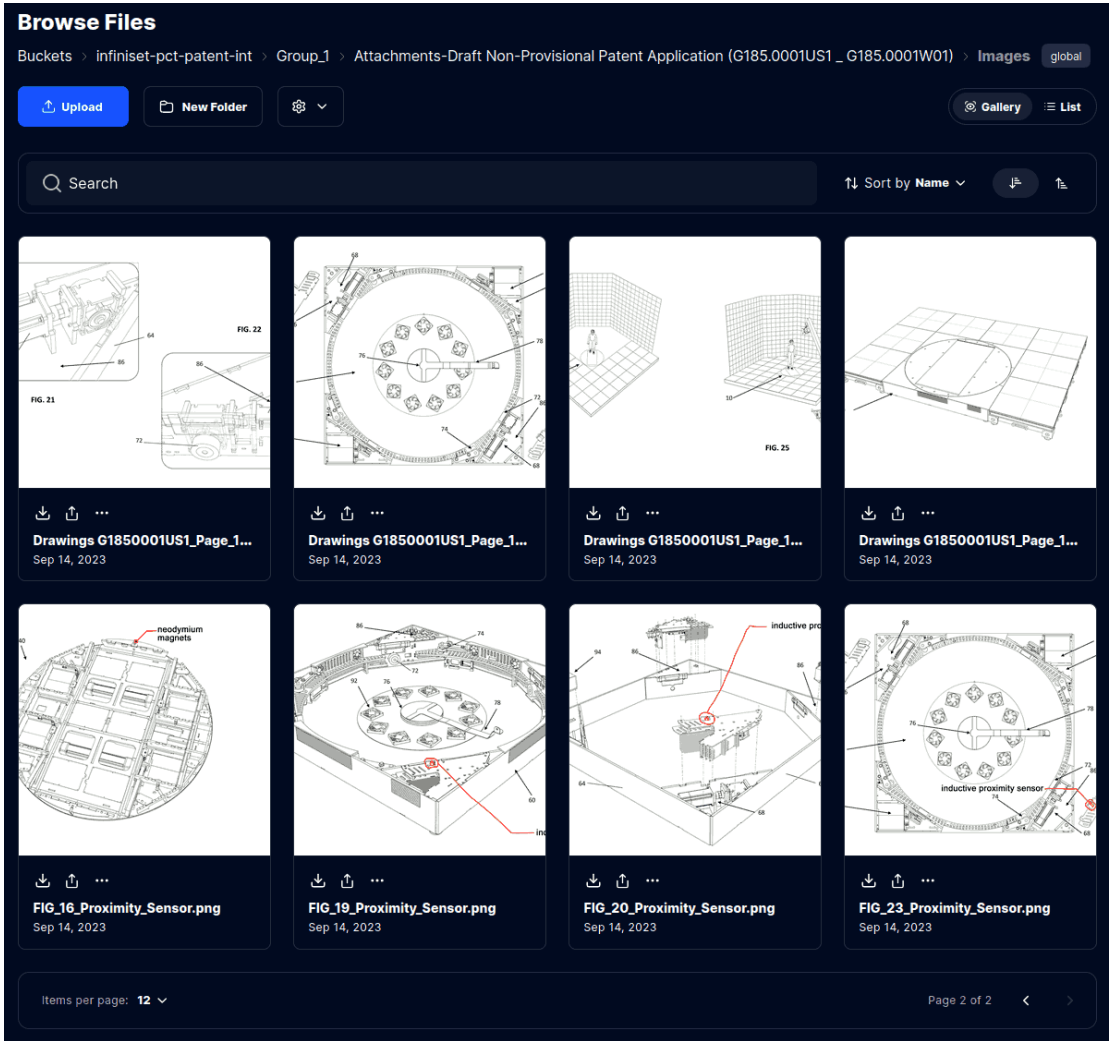 Browse Files
Buckets > infiniset-pct-patent-int > Group_1 > Attachments-Draft Non-Provisional Patent Application (G185.0001US1 _ G185.0001W01) > Images global
Upload New Folder Gallery List
Search Sort by Name
64
86
FIG. 21
FIG. 22
86
72
68
76
78
72
86
74
68
10
FIG. 25
Drawings G1850001US1_Page_1...
Sep 14, 2023
Drawings G1850001US1_Page_1...
Sep 14, 2023
Drawings G1850001US1_Page_1...
Sep 14, 2023
Drawings G1850001US1_Page_1...
Sep 14, 2023
neodymium
magnets
40
86
74
72
92
76
78
60
inductive pro
94
86
86
64
68
68
76
78
72
86
inductive proximity sensor
74
68
FIG_16_Proximity_Sensor.png
Sep 14, 2023
FIG_19_Proximity_Sensor.png
Sep 14, 2023
FIG_20_Proximity_Sensor.png
Sep 14, 2023
FIG_23_Proximity_Sensor.png
Sep 14, 2023
Items per page: 12 Page 2 of 2